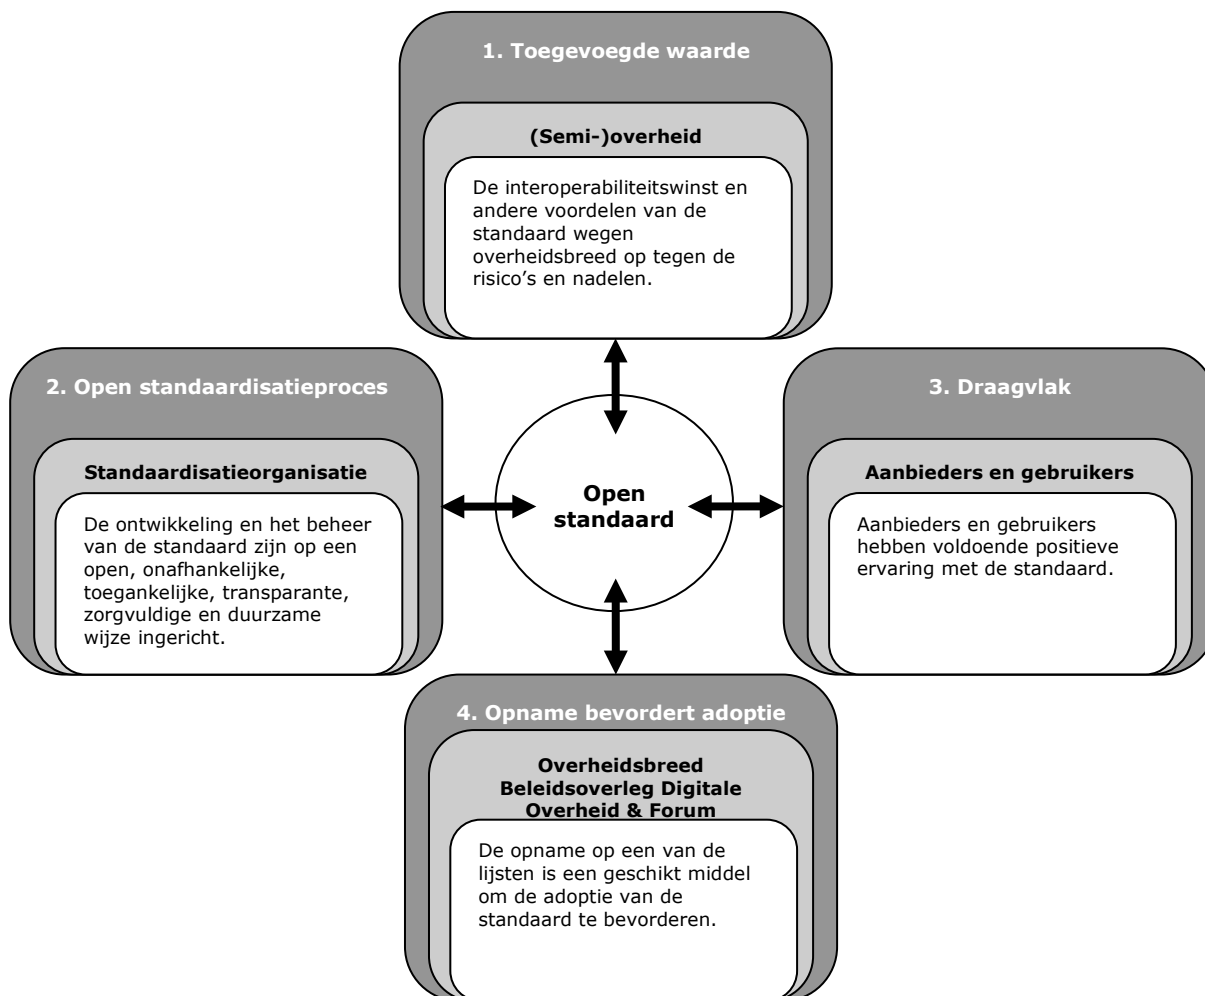 1. Toegevoegde waarde
(Semi-)overheid
De interoperabiliteitswinst en
andere voordelen van de
standaard wegen
overheidsbreed op tegen de
risico's en nadelen.
2. Open standaardisatieproces
Standaardisatieorganisatie
De ontwikkeling en het beheer
van de standaard zijn op een
open, onafhankelijke,
toegankelijke, transparante,
zorgvuldige en duurzame
wijze ingericht.
Open
standaard
3. Draagvlak
Aanbieders en gebruikers
Aanbieders en gebruikers
hebben voldoende positieve
ervaring met de standaard.
4. Opname bevordert adoptie
Overheidsbreed
Beleidsoverleg Digitale
Overheid & Forum
De opname op een van de
lijsten is een geschikt middel
om de adoptie van de
standaard te bevorderen.